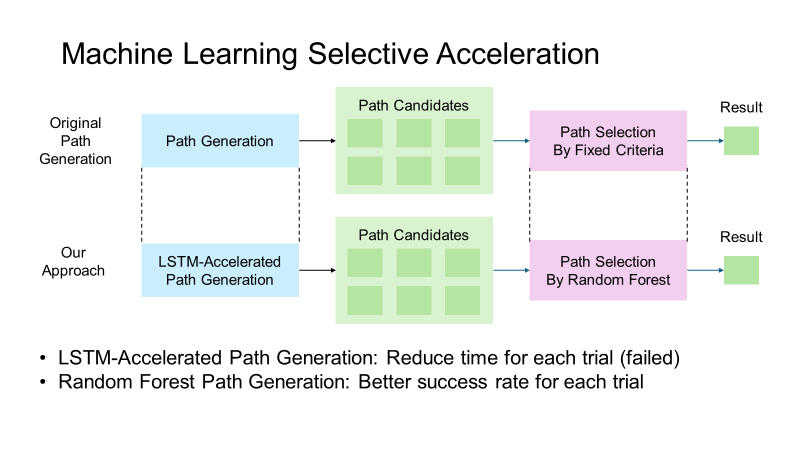 Machine Learning Selective Acceleration
Original
Path
Generation
Path Generation
Path Candidates
Path Selection
By Fixed Criteria
Result
Our
Approach
LSTM-Accelerated
Path Generation
Path Candidates
Path Selection
By Random Forest
Result
• LSTM-Accelerated Path Generation: Reduce time for each trial (failed)
• Random Forest Path Generation: Better success rate for each trial